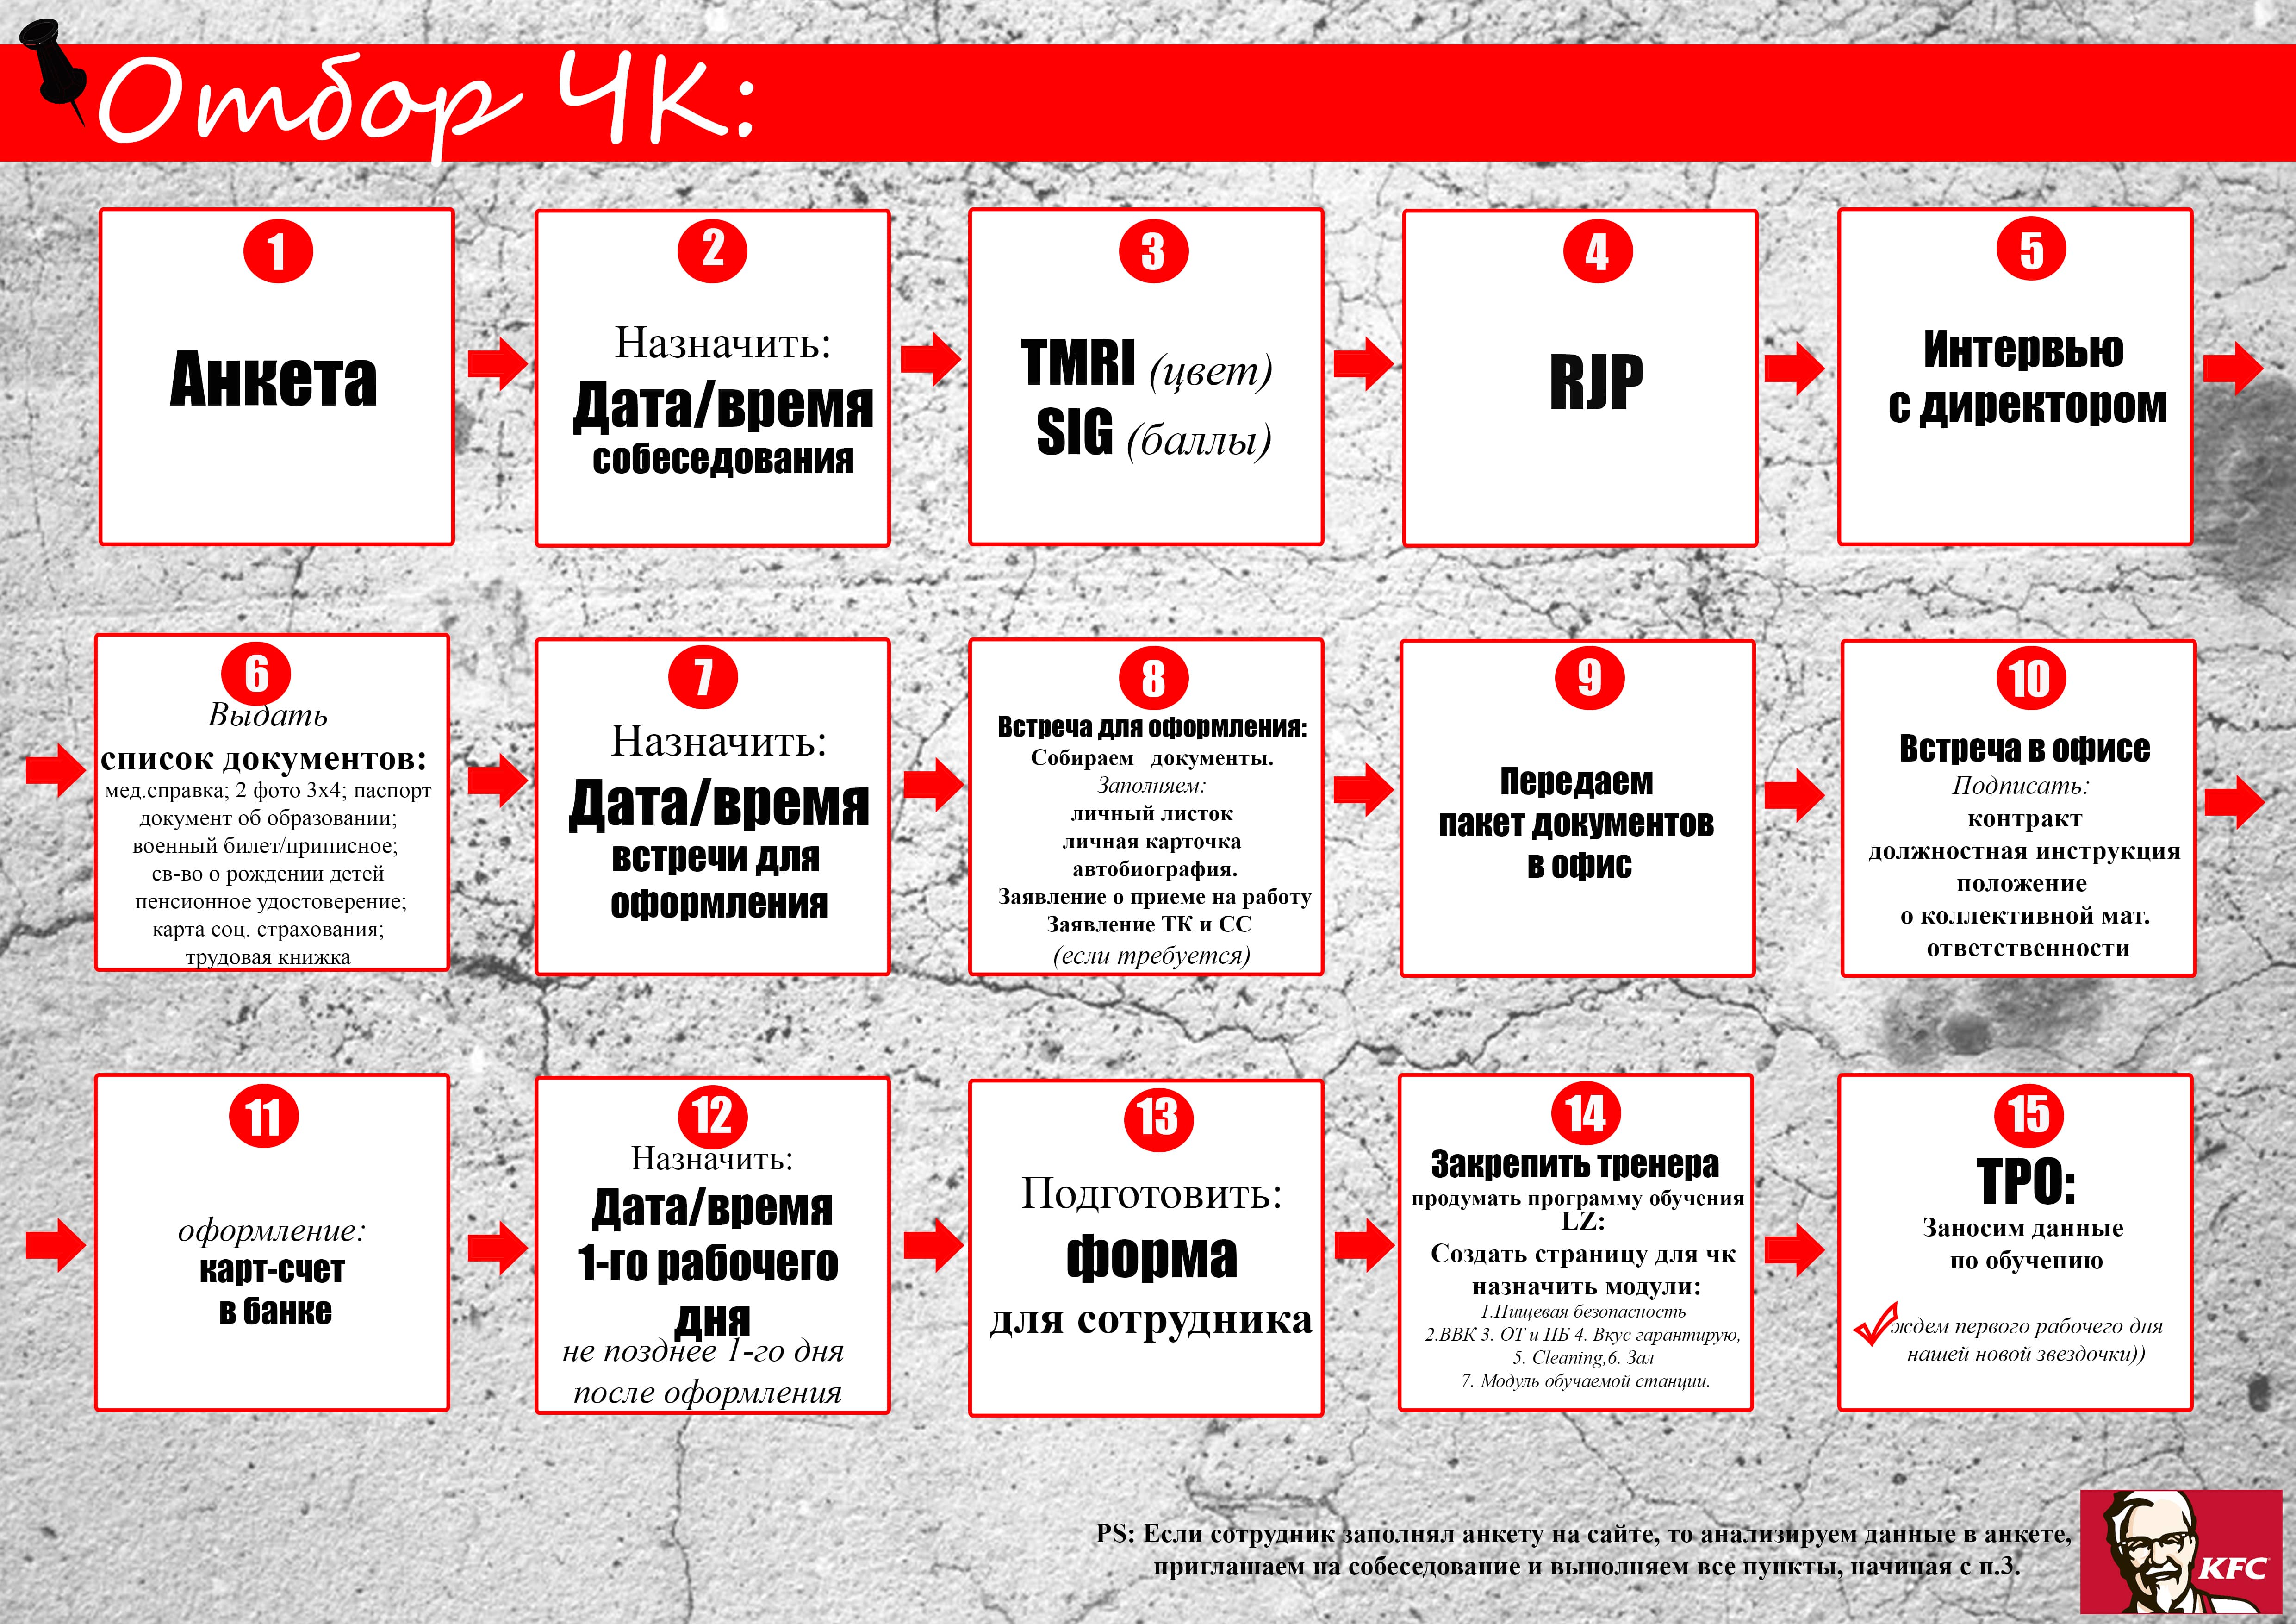 Отбор ЧК:
1
Анкета
2
Назначить:
Дата/время
собеседования
3
TMRI (цвет)
SIG (баллы)
4
RJP
5
Интервью
с директором
6
Выдать
список документов:
мед.справка; 2 фото 3х4; паспорт
документ об образовании;
военный билет/приписное;
св-во о рождении детей
пенсионное удостоверение;
карта соц. страхования;
трудовая книжка
7
Назначить:
Дата/время
встречи для
оформления
8
Встреча для оформления:
Собираем документы.
Заполняем:
личный листок
личная карточка
автобиография.
Заявление о приеме на работу
Заявление ТК и СС
(если требуется)
9
Передаем
пакет документов
в офис
10
Встреча в офисе
Подписать:
контракт
должностная инструкция
положение
о коллективной мат.
ответственности
11
оформление:
карт-счет
в банке
12
Назначить:
Дата/время
1-го рабочего
дня
не позднее 1-го дня
после оформления
13
Подготовить:
форма
для сотрудника
14
Закрепить тренера
продумать программу обучения
LZ:
Создать страницу для чк
назначить модули:
1.Пищевая безопасность
2.ВВК 3. ОТ и ПБ 4. Вкус гарантирую,
5. Cleaning,6. Зал
7. Модуль обучаемой станции.
15
ТРО:
Заносим данные
по обучению
ждем первого рабочего дня
нашей новой звездочки))
PS: Если сотрудник заполнял анкету на сайте, то анализируем данные в анкете,
приглашаем на собеседование и выполняем все пункты, начиная с п.3.
KFC